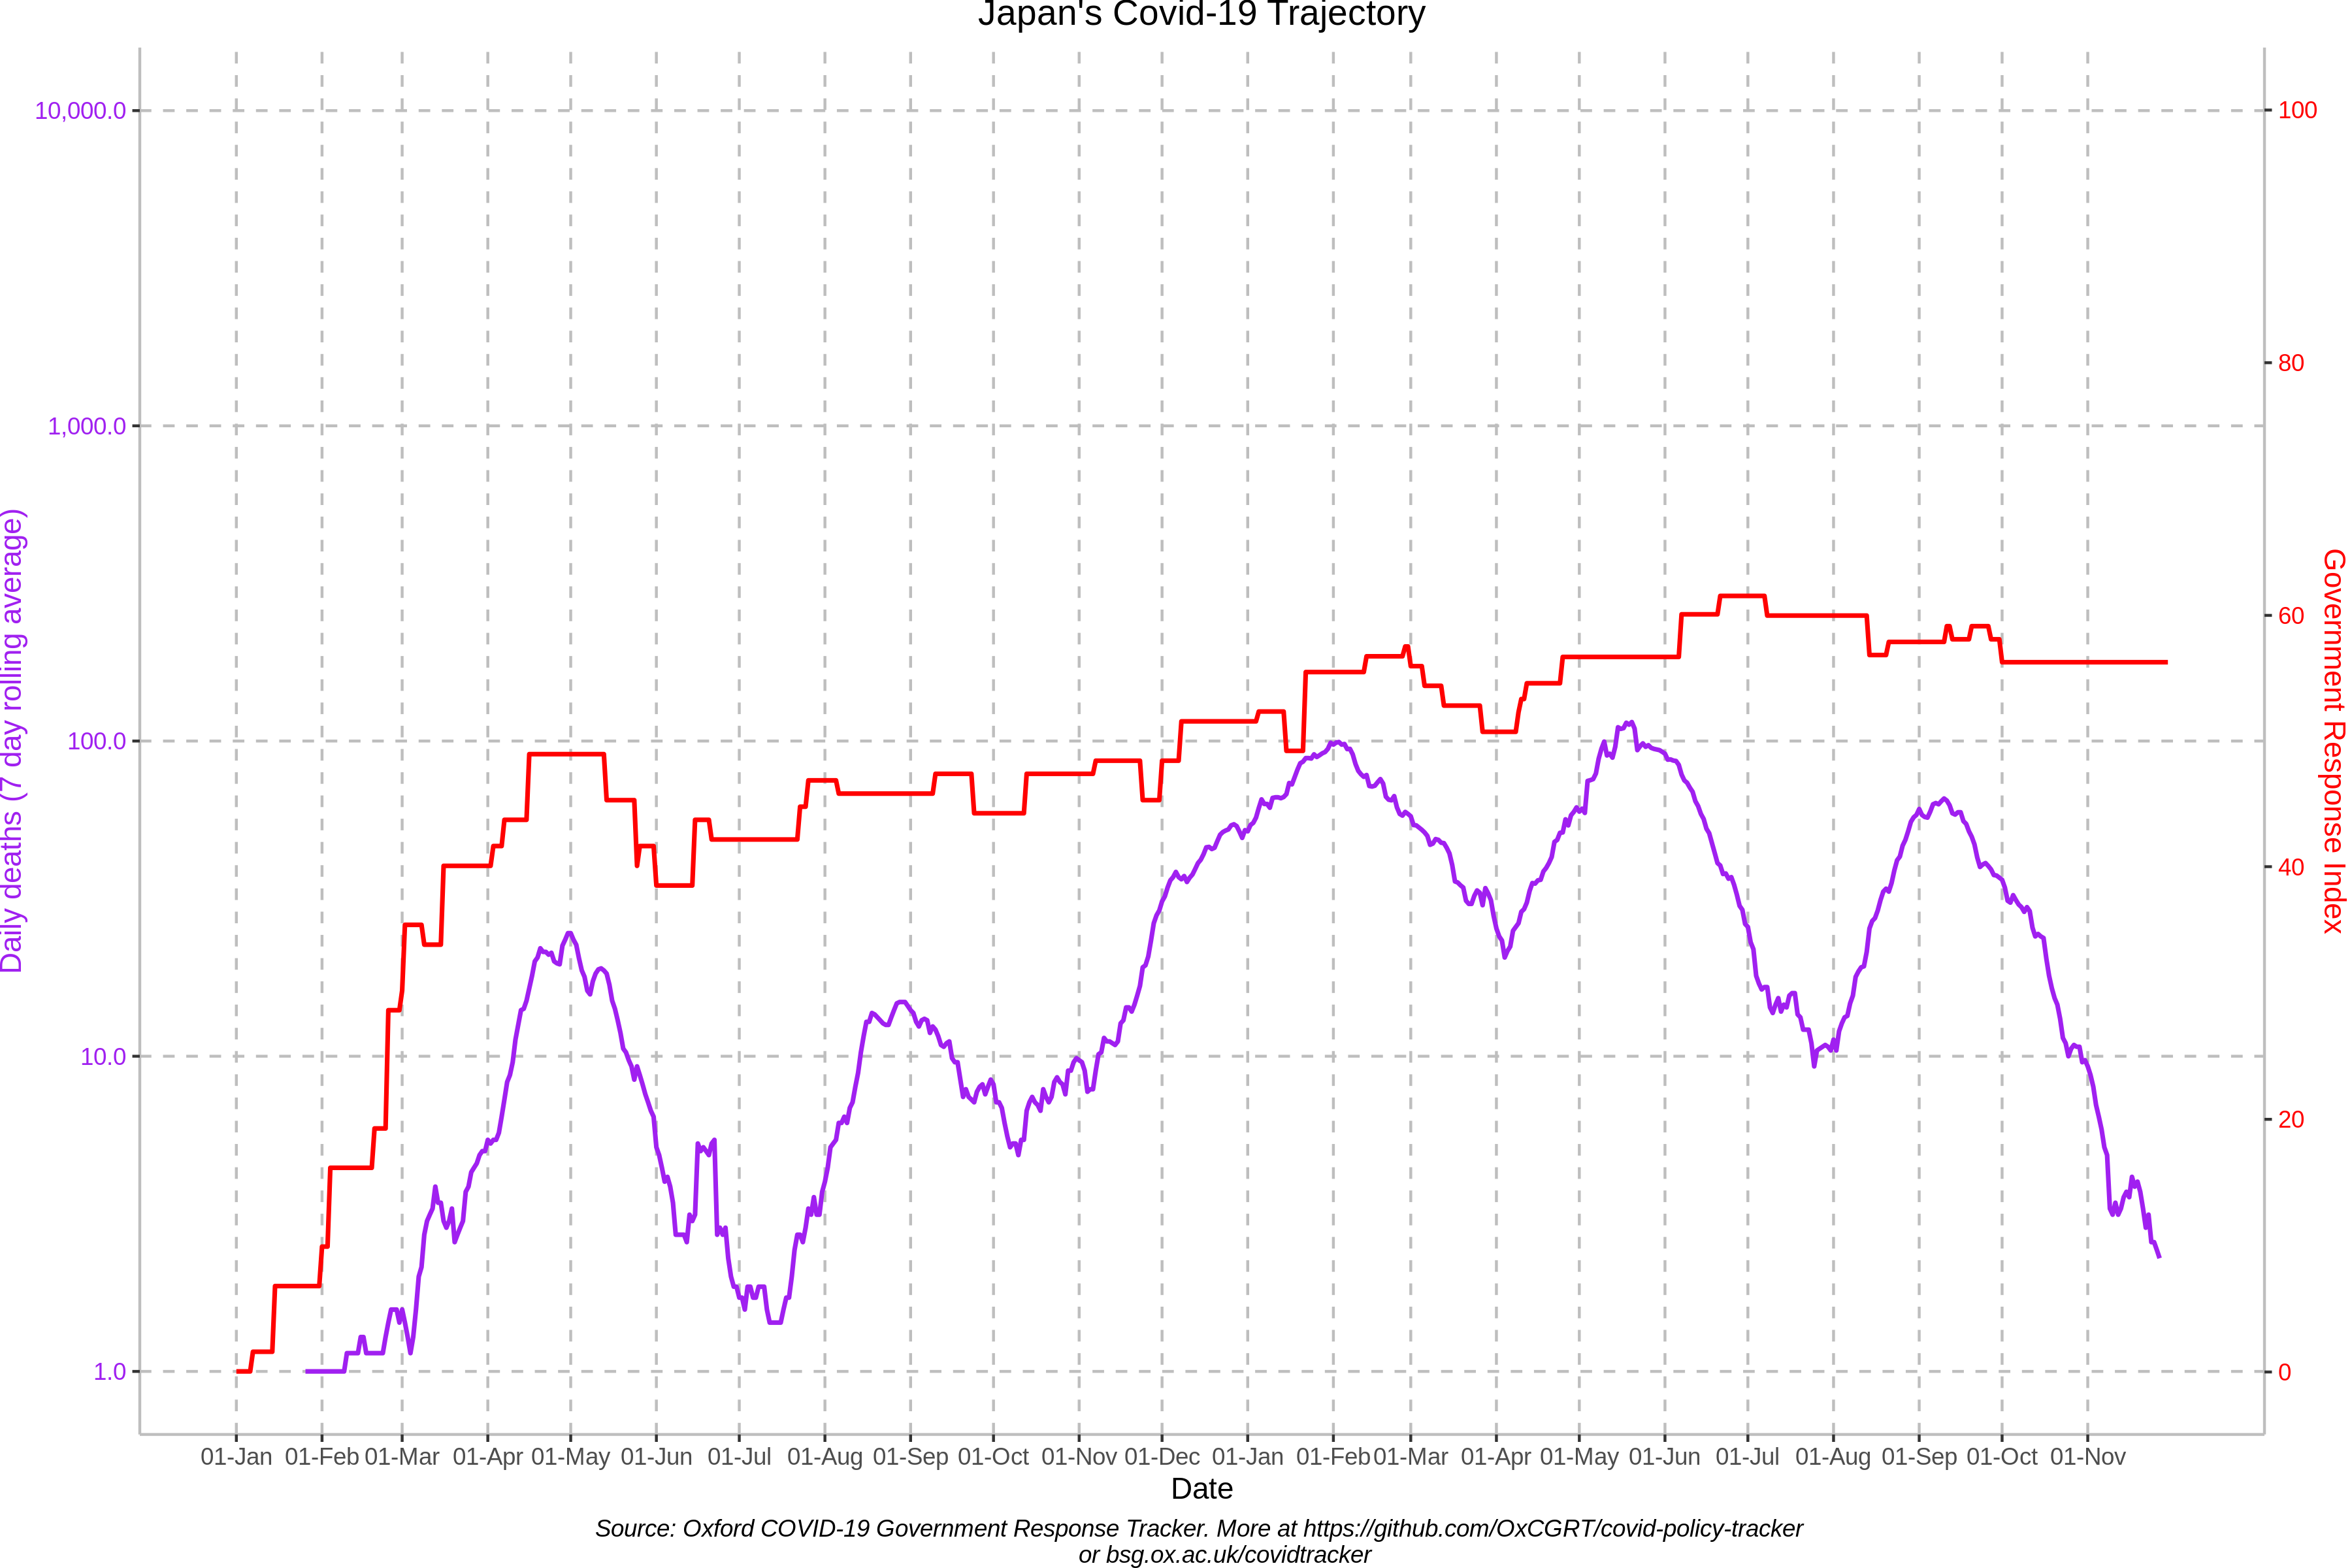 Japan's Covid-19 Trajectory
10,000.0
1,000.0
100.0
10.0
1.0
Daily deaths (7 day rolling average)
100
80
60
40
20
0
Government Response Index
01-Jan 01-Feb 01-Mar 01-Apr 01-May 01-Jun 01-Jul 01-Aug 01-Sep 01-Oct 01-Nov 01-Dec 01-Jan 01-Feb 01-Mar 01-Apr 01-May 01-Jun 01-Jul 01-Aug 01-Sep 01-Oct 01-Nov
Date
Source: Oxford COVID-19 Government Response Tracker. More at https://github.com/OxCGRT/covid-policy-tracker
or bsg.ox.ac.uk/covidtracker